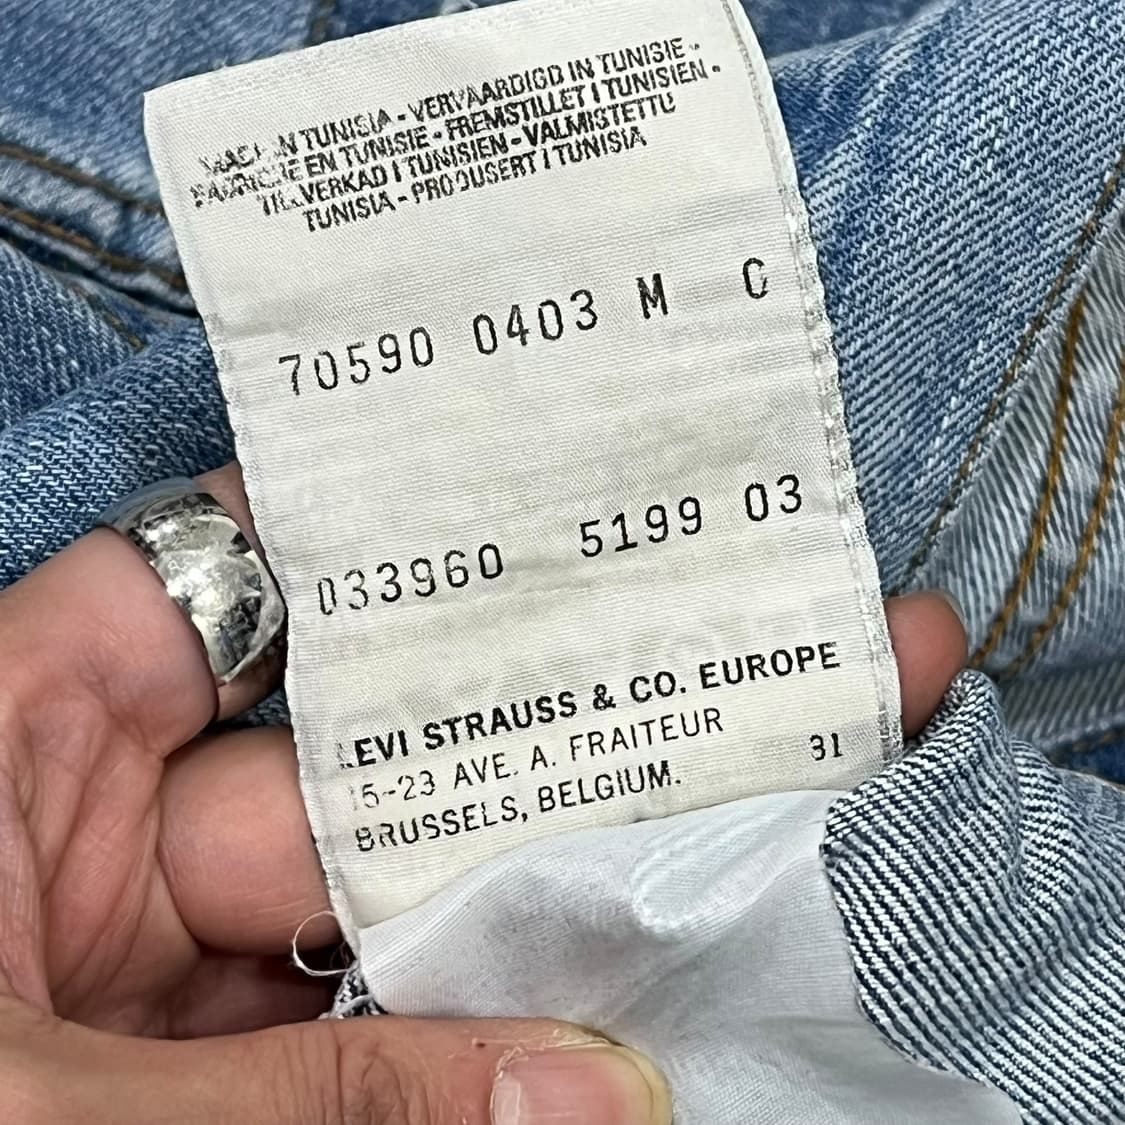 IN TUNISIA - VERVAARDIGD IN TUNISIE -
EN TUNISIE - FREMSTILLET I TUNISIEN -
TILLVERKAD I TUNISIEN - VALMISTETTU
TUNISIA - PRODUSERT I TUNISIA
70590 0403 M C
033960 5199 03
LEVI STRAUSS & CO. EUROPE
15-23 AVE. A. FRAITEUR 31
BRUSSELS, BELGIUM.